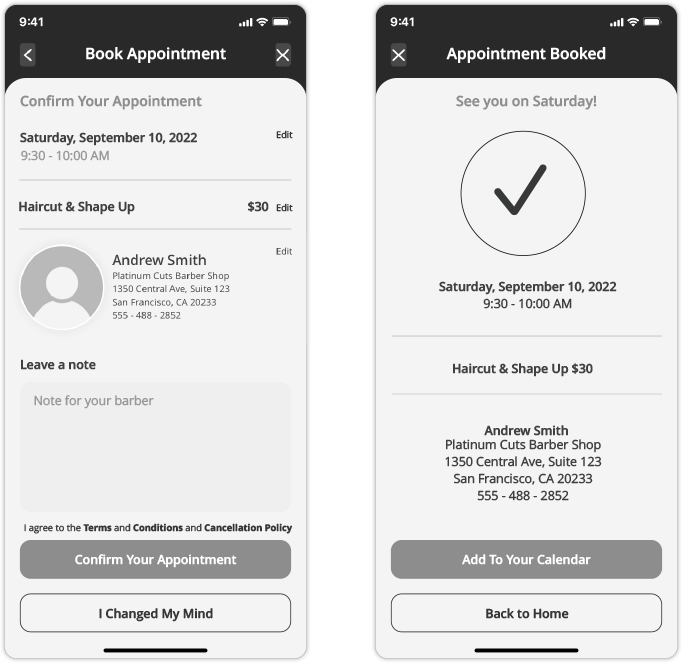 9:41
Book Appointment
Confirm Your Appointment
Saturday, September 10, 2022 Edit
9:30 - 10:00 AM
Haircut & Shape Up $30 Edit
Edit
Andrew Smith
Platinum Cuts Barber Shop
1350 Central Ave, Suite 123
San Francisco, CA 20233
555 - 488 - 2852
Leave a note
Note for your barber
I agree to the Terms and Conditions and Cancellation Policy
Confirm Your Appointment
I Changed My Mind
9:41
Appointment Booked
See you on Saturday!
Saturday, September 10, 2022
9:30 - 10:00 AM
Haircut & Shape Up $30
Andrew Smith
Platinum Cuts Barber Shop
1350 Central Ave, Suite 123
San Francisco, CA 20233
555 - 488 - 2852
Add To Your Calendar
Back to Home